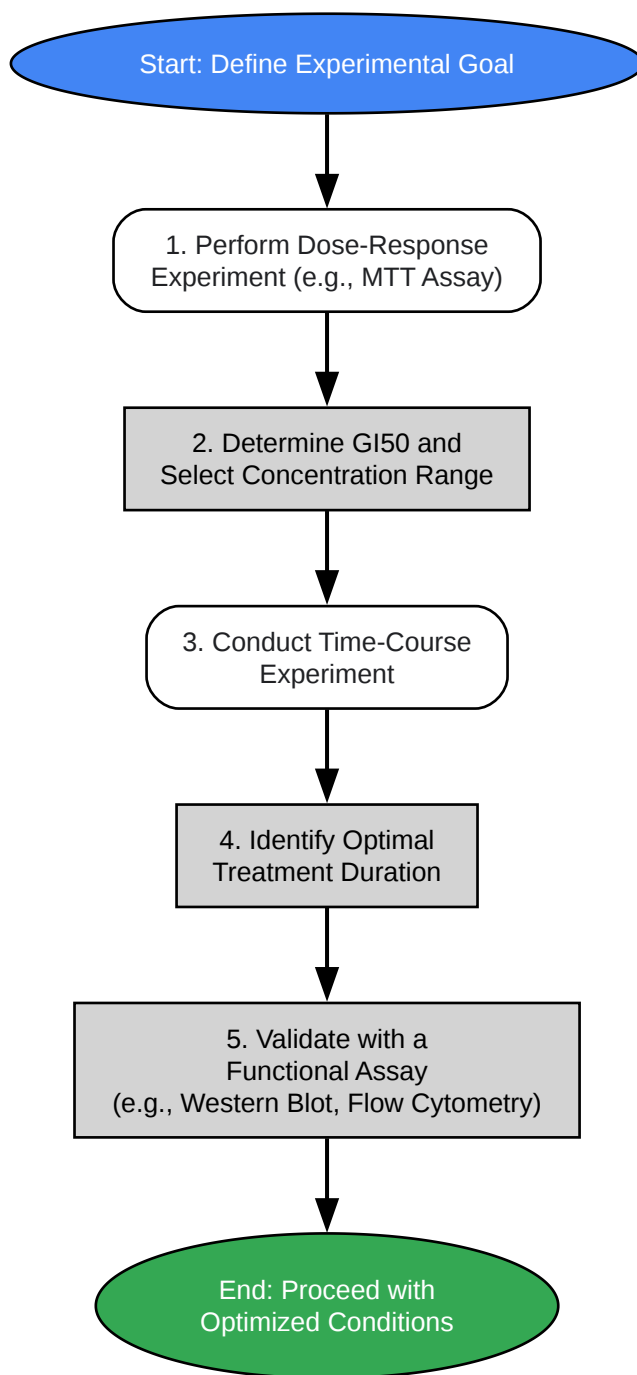 Start: Define Experimental Goal
1. Perform Dose-Response
Experiment (e.g., MTT Assay)
2. Determine GI50 and
Select Concentration Range
3. Conduct Time-Course
Experiment
4. Identify Optimal
Treatment Duration
5. Validate with a
Functional Assay
(e.g., Western Blot, Flow Cytometry)
End: Proceed with
Optimized Conditions